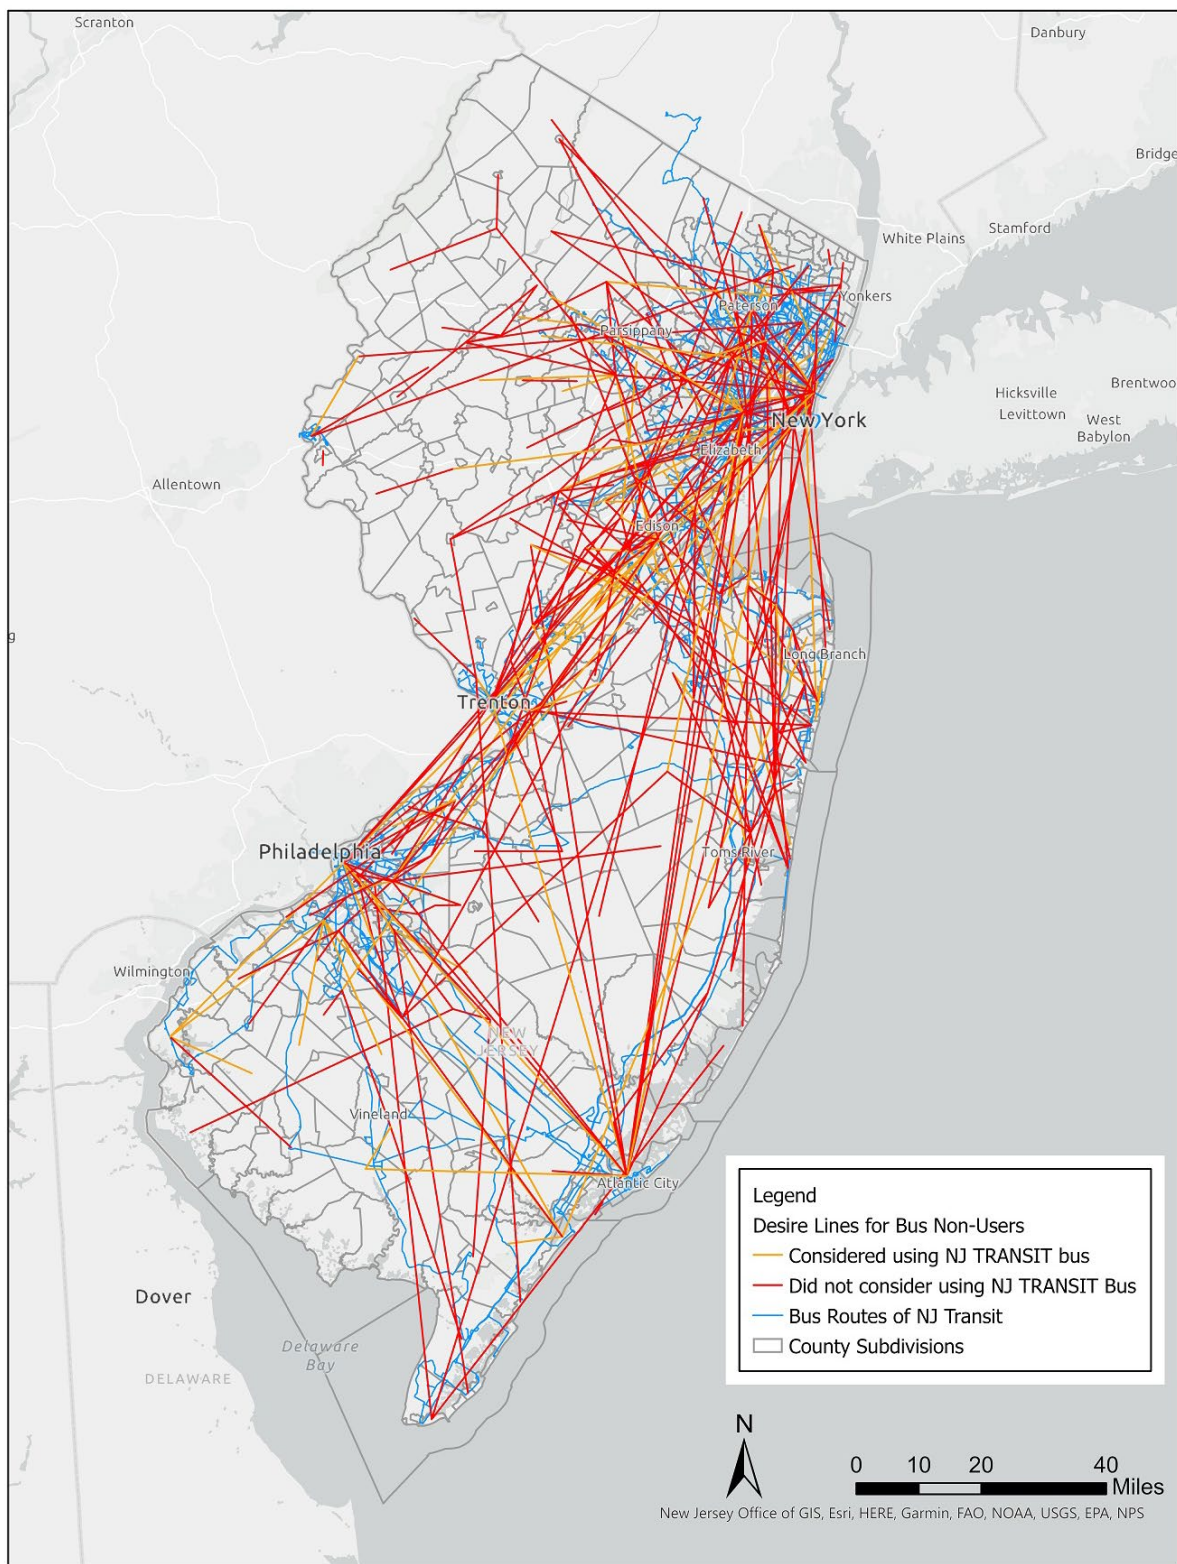 Scranton
Danbury
Bridge
White Plains
Stamford
Yonkers
Paterson
Parsippany
Hicksville
Brentwoo
Levittown
New York
West
Babylon
Elizabeth
Allentown
Edison
g
Long Branch
Trenton
Philadelphia
Toms River
Wilmington
NEW
JERSEY
Vineland
Atlantic City
Dover
Delaware
Bay
DELAWARE
Legend
Desire Lines for Bus Non-Users
Considered using NJ TRANSIT bus
Did not consider using NJ TRANSIT Bus
Bus Routes of NJ Transit
County Subdivisions
N
0 10 20 40
Miles
New Jersey Office of GIS, Esri, HERE, Garmin, FAO, NOAA, USGS, EPA, NPS